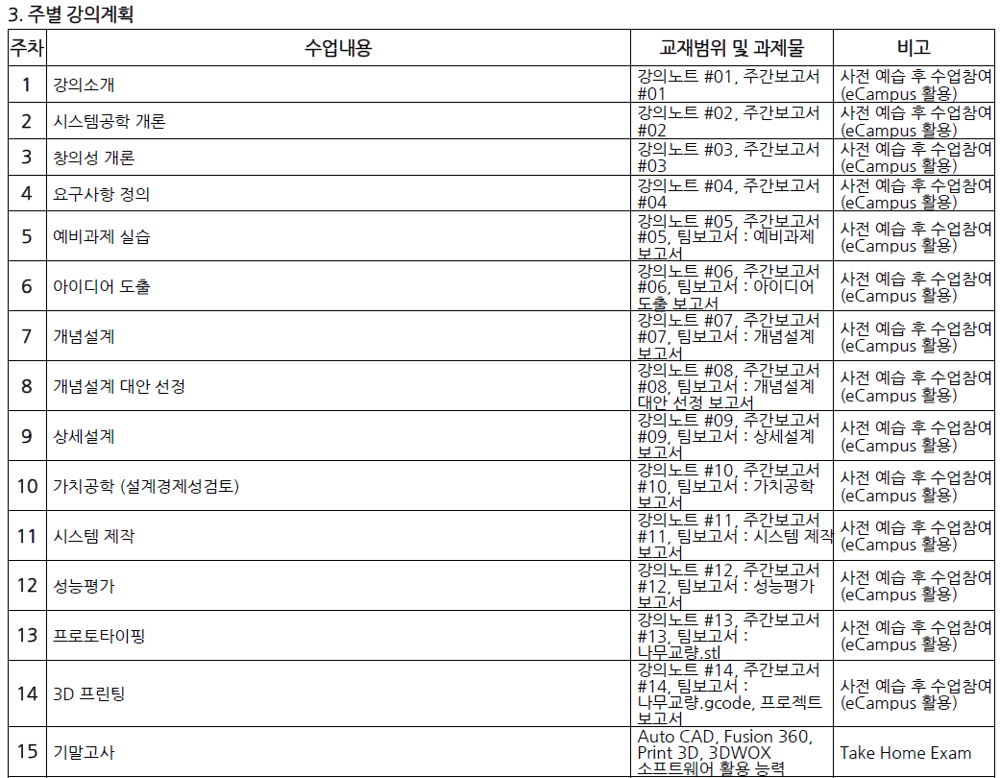 3. 주별 강의계획
주차 수업내용 교재범위 및 과제물 비고
1 강의소개 강의노트 #01, 주간보고서 사전 예습 후 수업참여
#01 (eCampus 활용)
2 시스템공학 개론 강의노트 #02, 주간보고서 사전 예습 후 수업참여
#02 (eCampus 활용)
3 창의성 개론 강의노트 #03, 주간보고서 사전 예습 후 수업참여
#03 (eCampus 활용)
4 요구사항 정의 강의노트 #04, 주간보고서 사전 예습 후 수업참여
#04 (eCampus 활용)
5 예비과제 실습 강의노트 #05, 주간보고서 사전 예습 후 수업참여
#05, 팀보고서 : 예비과제 (eCampus 활용)
보고서
6 아이디어 도출 강의노트 #06, 주간보고서 사전 예습 후 수업참여
#06, 팀보고서 : 아이디어 (eCampus 활용)
도출 보고서
7 개념설계 강의노트 #07, 주간보고서 사전 예습 후 수업참여
#07, 팀보고서 : 개념설계 (eCampus 활용)
보고서
8 개념설계 대안 선정 강의노트 #08, 주간보고서 사전 예습 후 수업참여
#08, 팀보고서 : 개념설계 (eCampus 활용)
대안 선정 보고서
9 상세설계 강의노트 #09, 주간보고서 사전 예습 후 수업참여
#09, 팀보고서 : 상세설계 (eCampus 활용)
보고서
10 가치공학 (설계경제성검토) 강의노트 #10, 주간보고서 사전 예습 후 수업참여
#10, 팀보고서 : 가치공학 (eCampus 활용)
보고서
11 시스템 제작 강의노트 #11, 주간보고서 사전 예습 후 수업참여
#11, 팀보고서 : 시스템 제작 (eCampus 활용)
보고서
12 성능평가 강의노트 #12, 주간보고서 사전 예습 후 수업참여
#12, 팀보고서 : 성능평가 (eCampus 활용)
보고서
13 프로토타이핑 강의노트 #13, 주간보고서 사전 예습 후 수업참여
#13, 팀보고서 : (eCampus 활용)
나무교량.stl
14 3D 프린팅 강의노트 #14, 주간보고서 사전 예습 후 수업참여
#14, 팀보고서 : (eCampus 활용)
나무교량.gcode, 프로젝트
보고서
15 기말고사 Auto CAD, Fusion 360, Take Home Exam
Print 3D, 3DWOX
소프트웨어 활용 능력